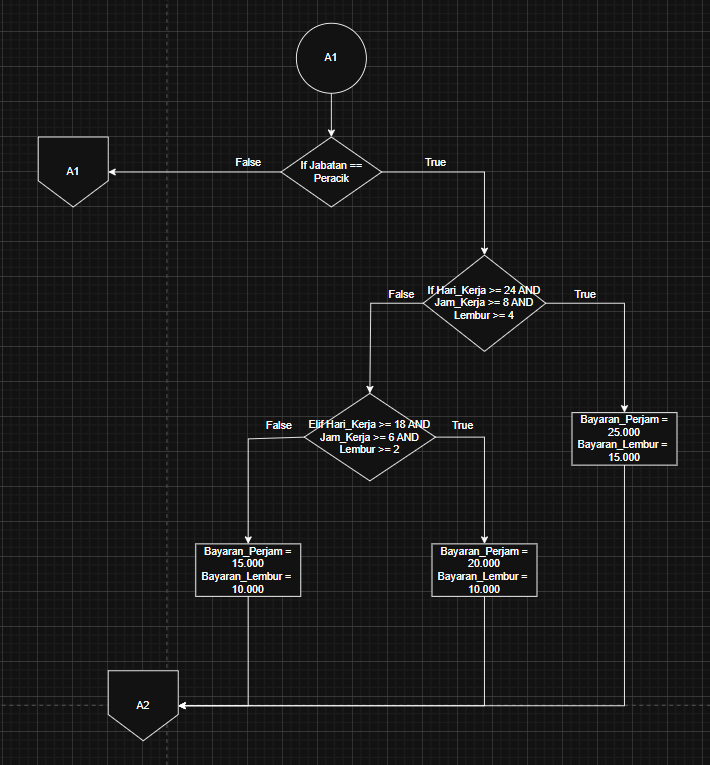 A1
If Jabatan ==
Peracik
False
True
A1
If Hari_Kerja >= 24 AND
Jam_Kerja >= 8 AND
Lembur >= 4
False
True
Elif Hari_Kerja >= 18 AND
Jam_Kerja >= 6 AND
Lembur >= 2
False
True
Bayaran_Perjam =
25.000
Bayaran_Lembur =
15.000
Bayaran_Perjam =
15.000
Bayaran_Lembur =
10.000
Bayaran_Perjam =
20.000
Bayaran_Lembur =
10.000
A2